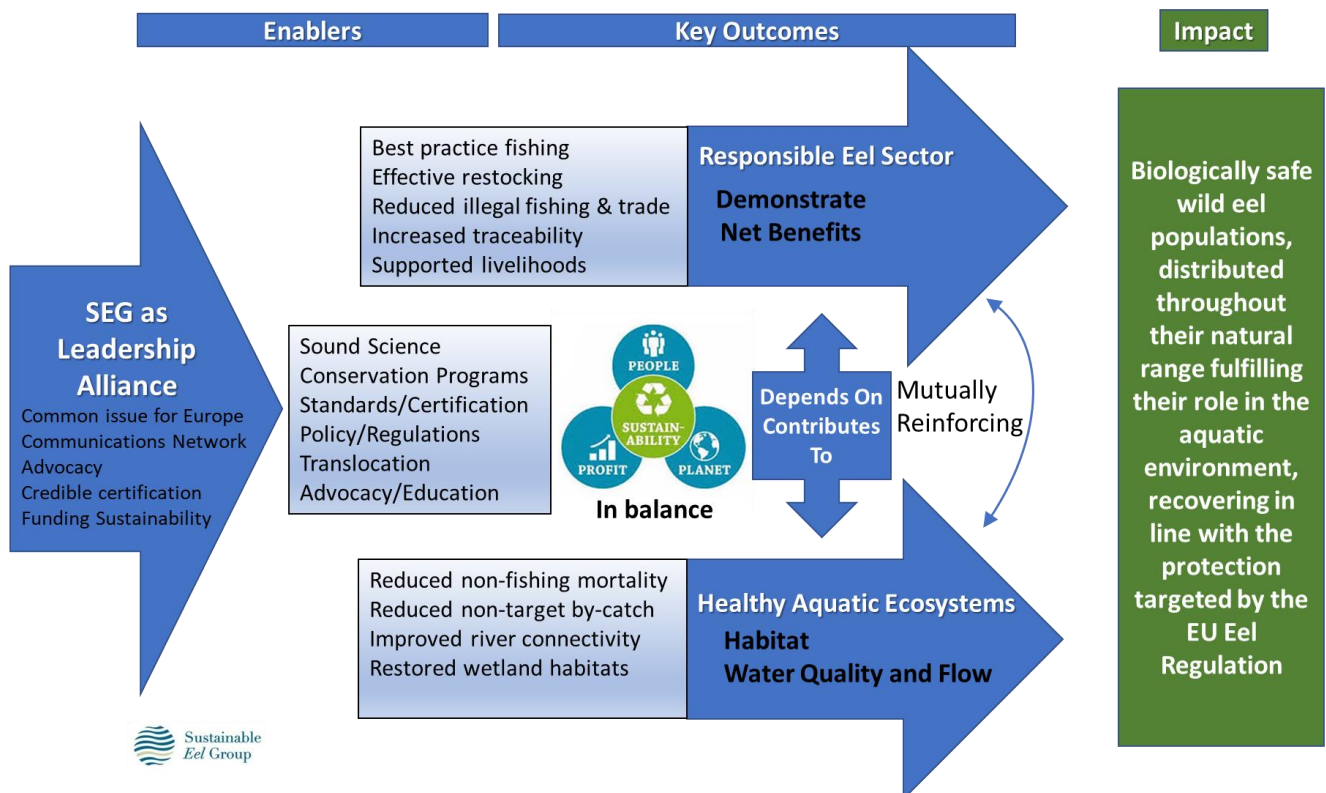 Enablers
Key Outcomes
Impact
SEG as
Leadership
Alliance
Common issue for Europe
Communications Network
Advocacy
Credible certification
Funding Sustainability
Best practice fishing
Effective restocking
Reduced illegal fishing & trade
Increased traceability
Supported livelihoods
Responsible Eel Sector
Demonstrate
Net Benefits
Sound Science
Conservation Programs
Standards/Certification
Policy/Regulations
Translocation
Advocacy/Education
PEOPLE
SUSTAIN-
ABILITY
PROFIT
PLANET
In balance
Depends On
Contributes
To
Mutually
Reinforcing
Reduced non-fishing mortality
Reduced non-target by-catch
Improved river connectivity
Restored wetland habitats
Healthy Aquatic Ecosystems
Habitat
Water Quality and Flow
Biologically safe
wild eel
populations,
distributed
throughout
their natural
range fulfilling
their role in the
aquatic
environment,
recovering in
line with the
protection
targeted by the
EU Eel
Regulation
Sustainable
Eel Group